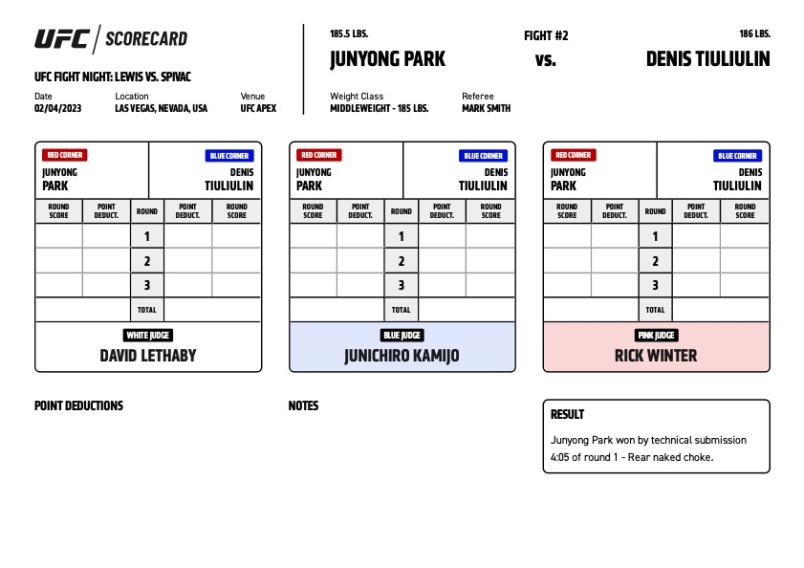 UFC SCORECARD
UFC FIGHT NIGHT: LEWIS VS. SPIVAC
Date Location Venue
02/04/2023 LAS VEGAS, NEVADA, USA UFC APEX
185.5 LBS. FIGHT #2 186 LBS.
JUNYONG PARK VS. DENIS TIULIULIN
Weight Class Referee
MIDDLEWEIGHT - 185 LBS. MARK SMITH
RED CORNER BLUE CORNER
JUNYONG DENIS
PARK TIULIULIN
ROUND POINT ROUND POINT ROUND
SCORE DEDUCT. DEDUCT. SCORE
1
2
3
TOTAL
WHITE JUDGE
DAVID LETHABY
RED CORNER BLUE CORNER
JUNYONG DENIS
PARK TIULIULIN
ROUND POINT ROUND POINT ROUND
SCORE DEDUCT. DEDUCT. SCORE
1
2
3
TOTAL
BLUE JUDGE
JUNICHIRO KAMIJO
RED CORNER BLUE CORNER
JUNYONG DENIS
PARK TIULIULIN
ROUND POINT ROUND POINT ROUND
SCORE DEDUCT. DEDUCT. SCORE
1
2
3
TOTAL
PINK JUDGE
RICK WINTER
POINT DEDUCTIONS
NOTES
RESULT
Junyong Park won by technical submission
4:05 of round 1 - Rear naked choke.